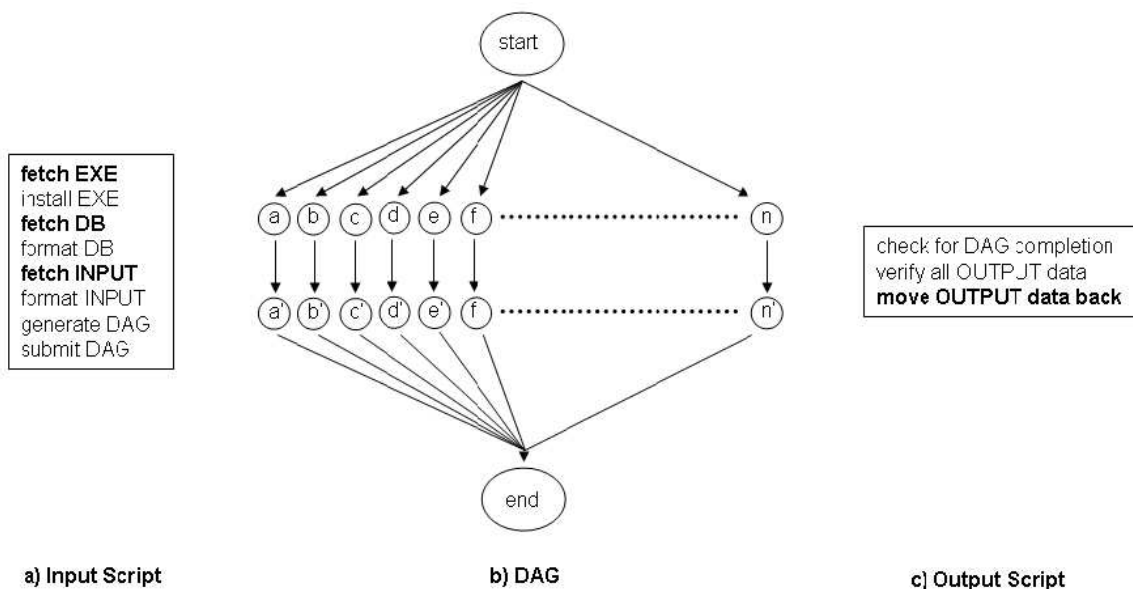 start
fetch EXE
install EXE
fetch DB
format DB
fetch INPUT
format INPUT
generate DAG
submit DAG
a b c d e f n
a' b' c' d' e' f n'
check for DAG completion
verify all OUTPUT data
move OUTPUT data back
end
a) Input Script
b) DAG
c) Output Script